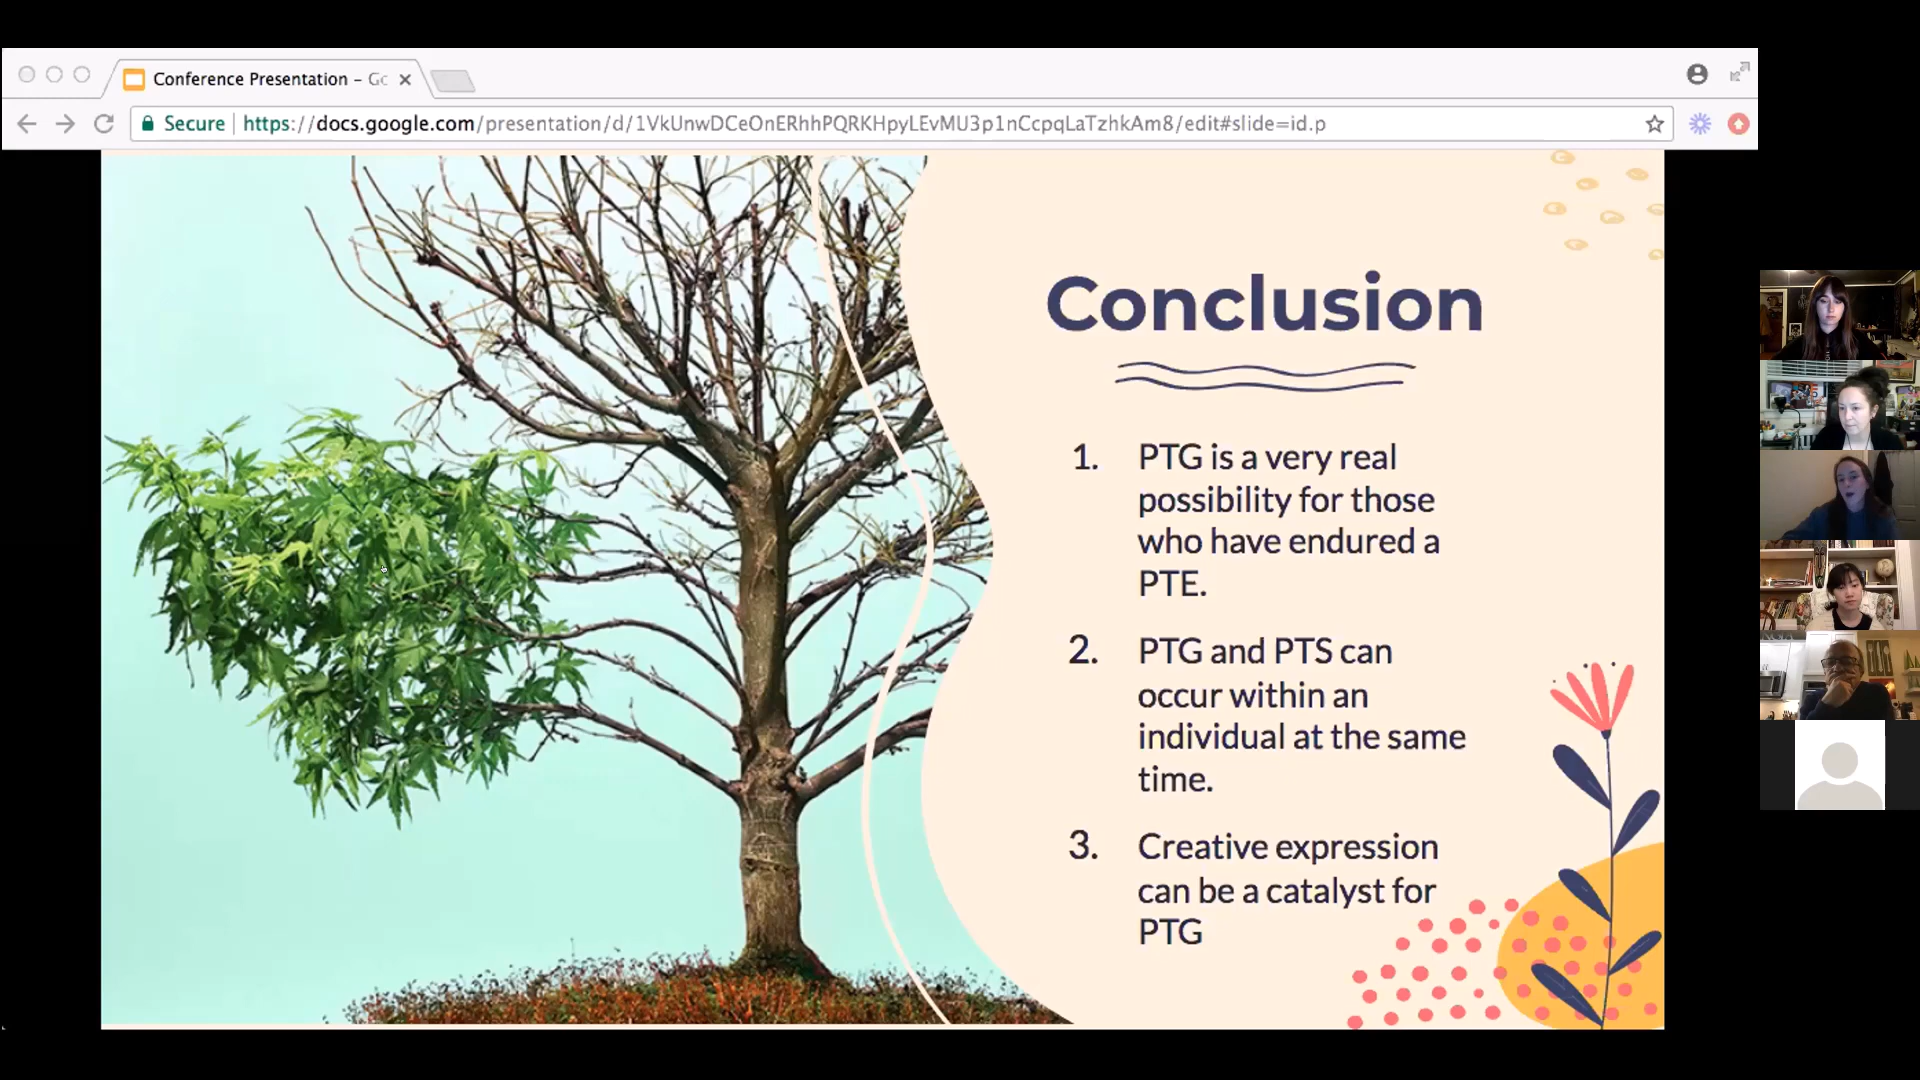 Conference Presentation – Gc
Secure https://docs.google.com/presentation/d/1VkUnwDCeOnERhhPQRKHpyLEvMU3p1nCcpqLaTzhkAm8/edit#slide=id.p
Conclusion
1. PTG is a very real
possibility for those
who have endured a
PTE.
2. PTG and PTS can
occur within an
individual at the same
time.
3. Creative expression
can be a catalyst for
PTG